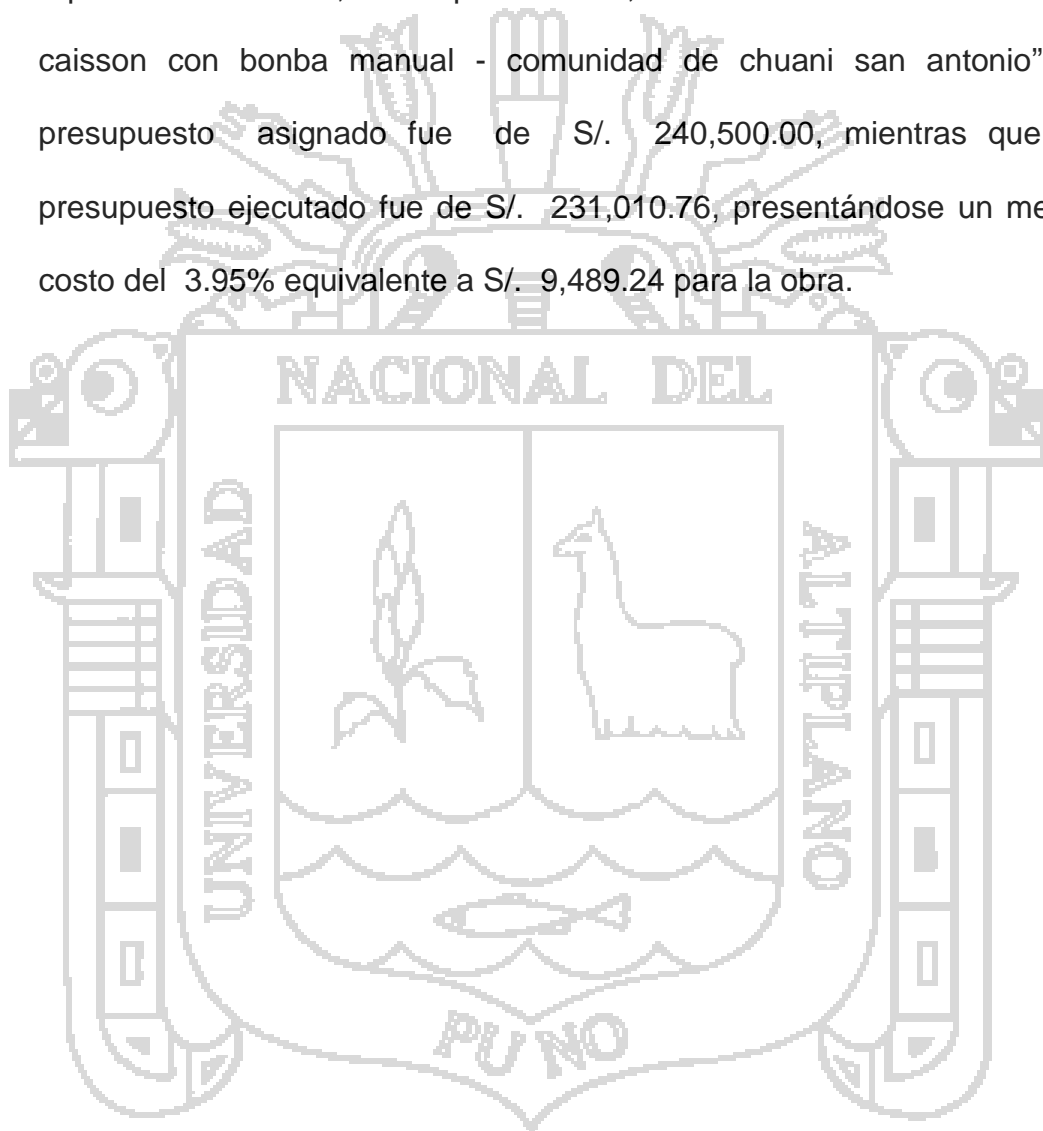 caisson con bonba manual - comunidad de chuani san antonio”
presupuesto asignado fue de S/. 240,500.00, mientras que
presupuesto ejecutado fue de S/. 231,010.76, presentándose un me
costo del 3.95% equivalente a S/. 9,489.24 para la obra.
NACIONAL DEL
UNIVERSIDAD
ALTIPLANO
PUNO